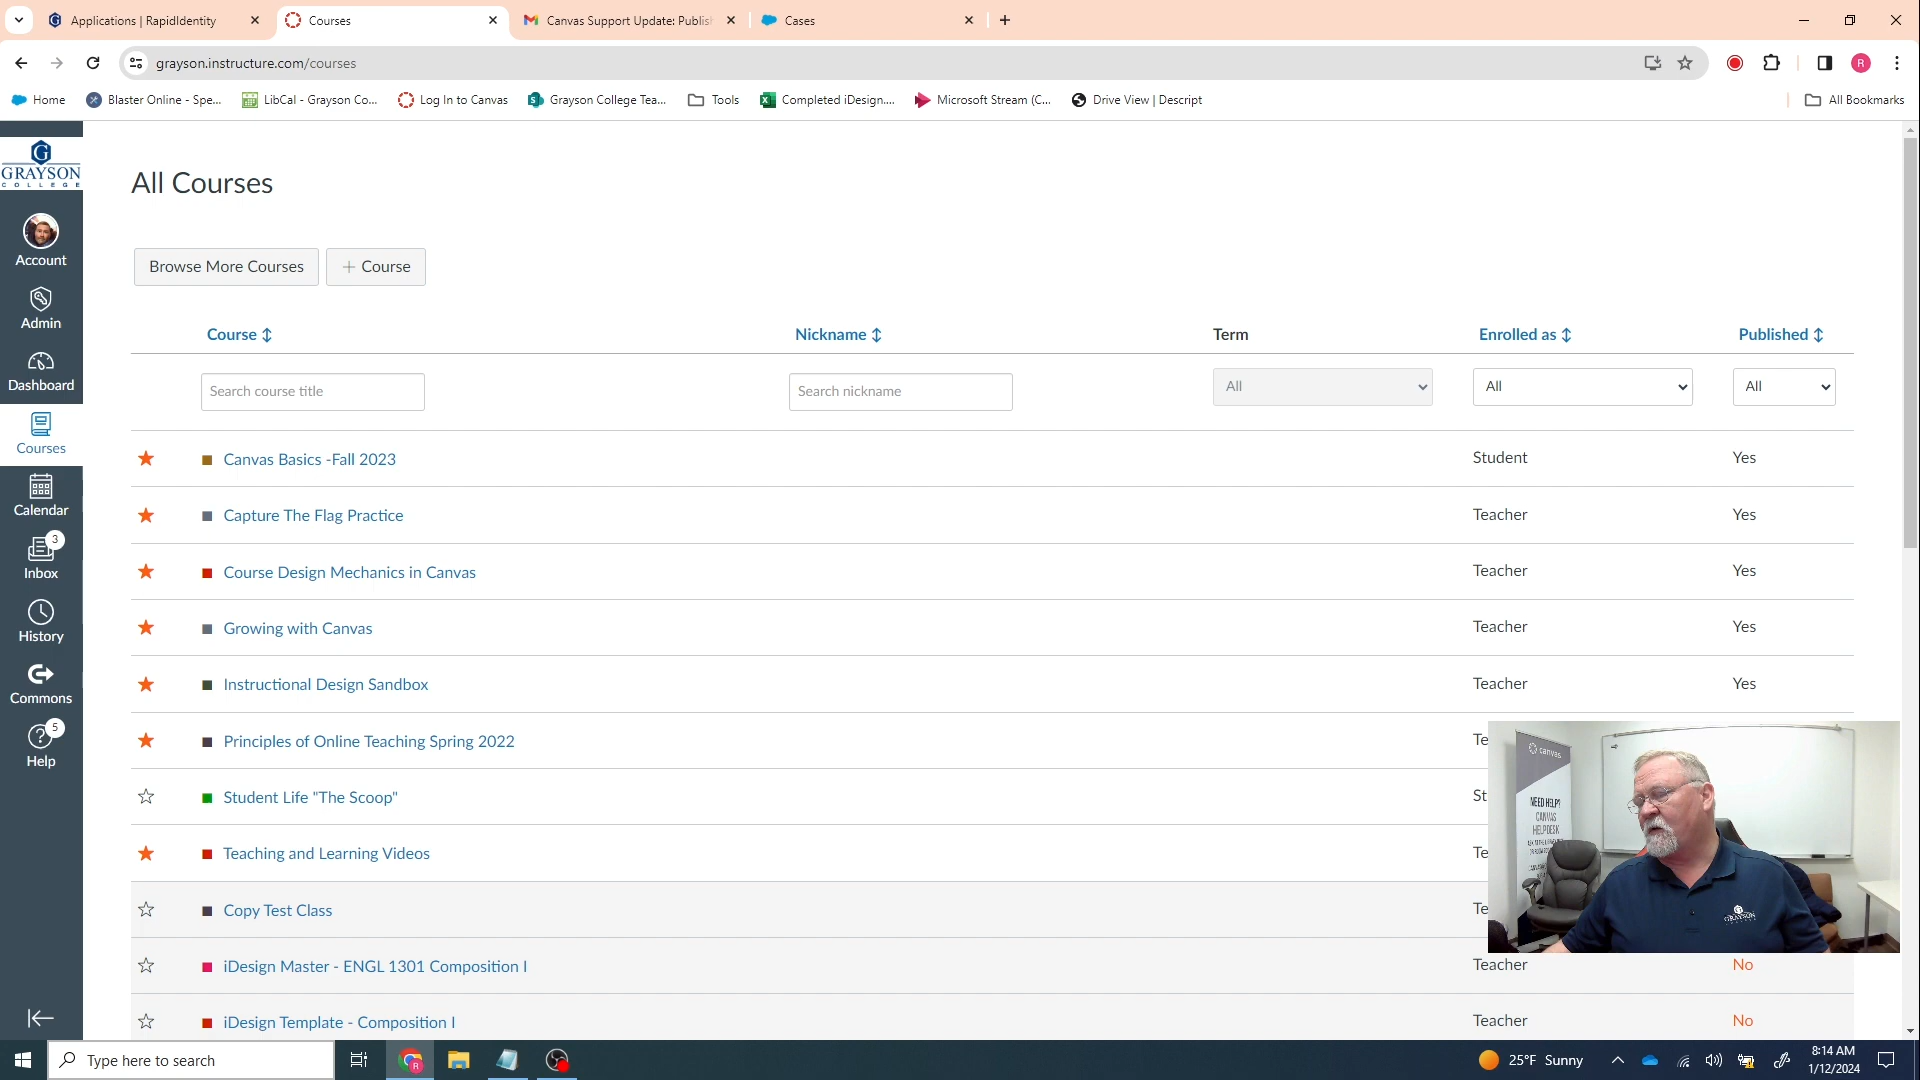 Applications | RapidIdentity
Courses
Canvas Support Update: Publis
Cases
grayson.instructure.com/courses
R
Home
Blaster Online - Spe...
LibCal - Grayson Co...
Log In to Canvas
Grayson College Tea...
Tools
Completed iDesign....
Microsoft Stream (C...
Drive View | Descript
All Bookmarks
G
GRAYSON
COLLEGE
Account
Admin
Dashboard
Courses
Calendar
3
Inbox
History
Commons
5
Help
All Courses
Browse More Courses
+ Course
Course Nickname Term Enrolled as Published
Search course title Search nickname All All All
Canvas Basics -Fall 2023 Student Yes
Capture The Flag Practice Teacher Yes
Course Design Mechanics in Canvas Teacher Yes
Growing with Canvas Teacher Yes
Instructional Design Sandbox Teacher Yes
Principles of Online Teaching Spring 2022 Te
Student Life "The Scoop" St
Teaching and Learning Videos Te
Copy Test Class Te
iDesign Master - ENGL 1301 Composition I Teacher No
iDesign Template - Composition I Teacher No
canvas
NEED HELP?
CANVAS
HELPDESK
GRAYSON
Type here to search
25°F Sunny
8:14 AM
1/12/2024